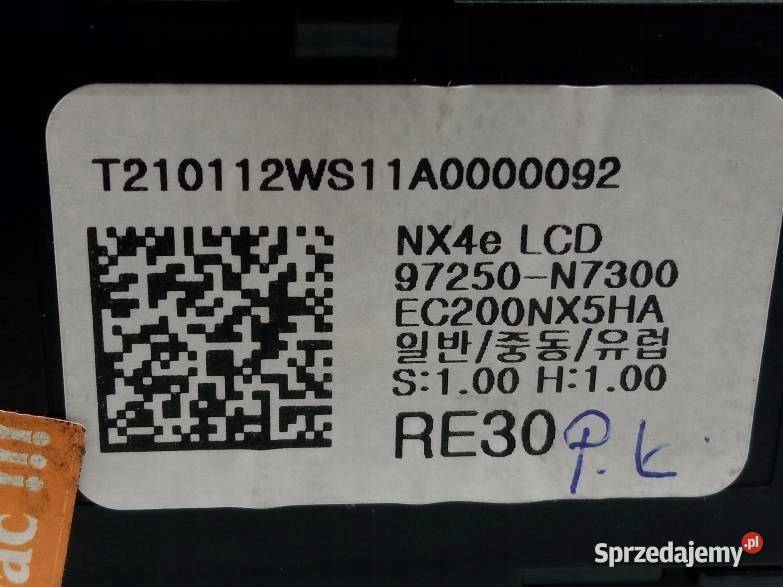 T210112WS11A0000092
NX4e LCD
97250-N7300
EC200NX5HA
일반/중동/유럽
S:1.00 H:1.00
RE30
P.K.
ac !!!
Sprzedajemy.pl